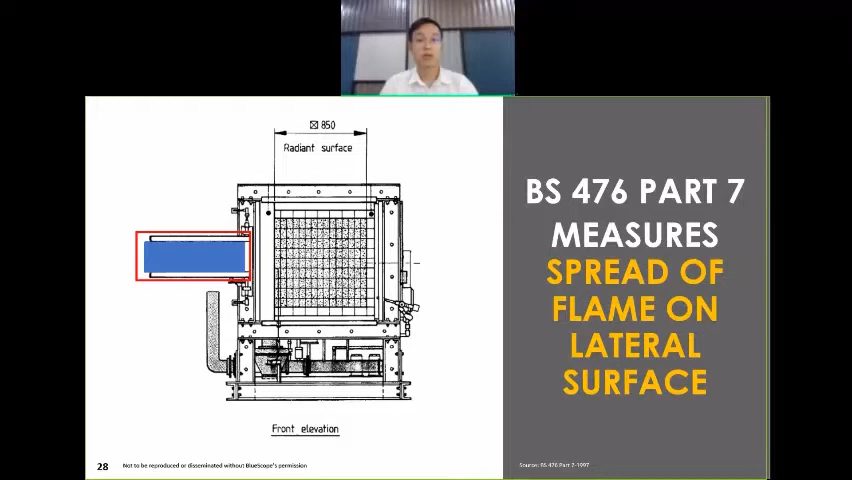 ☒ 850
Radiant surface
Front elevation
28
Not to be reproduced or disseminated without BlueScope's permission
BS 476 PART 7
MEASURES
SPREAD OF
FLAME ON
LATERAL
SURFACE
Source: BS 476 Part 7-1997